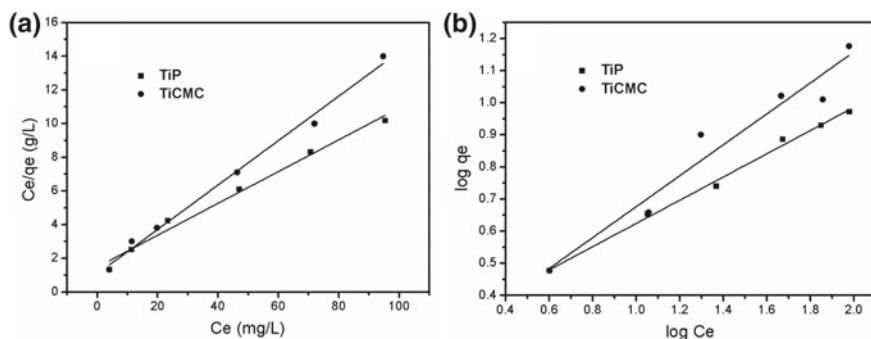 (a)
16
14
12
10
8
6
4
2
0
Ce/qe (g/L)
TiP
TiCMC
0 20 40 60 80 100
Ce (mg/L)
(b)
1.2
1.1
1.0
0.9
0.8
0.7
0.6
0.5
0.4
log qe
TiP
TiCMC
0.4 0.6 0.8 1.0 1.2 1.4 1.6 1.8 2.0
log Ce